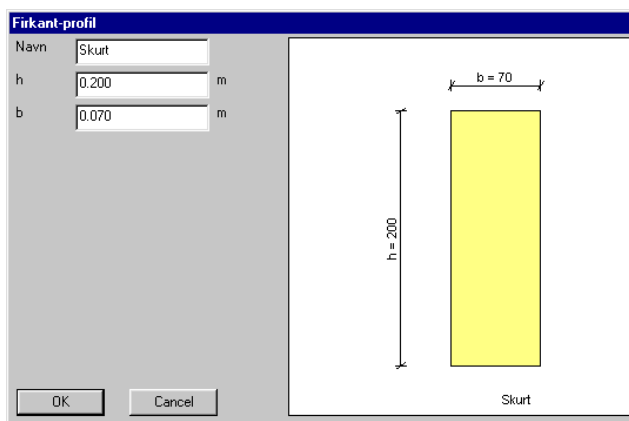 Firkant-profil
Navn Skurt
h 0.200 m
b 0.070 m
b = 70
h = 200
Skurt
OK Cancel